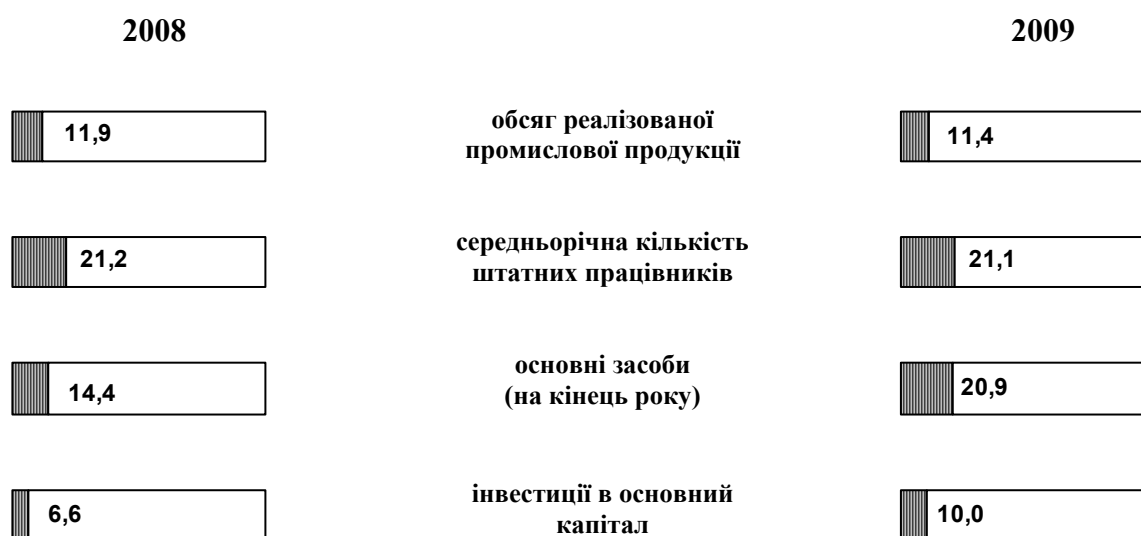 2008
2009
11,9
обсяг реалізованої
промислової продукції
11,4
21,2
середньорічна кількість
штатних працівників
21,1
14,4
основні засоби
(на кінець року)
20,9
6,6
інвестиції в основний
капітал
10,0